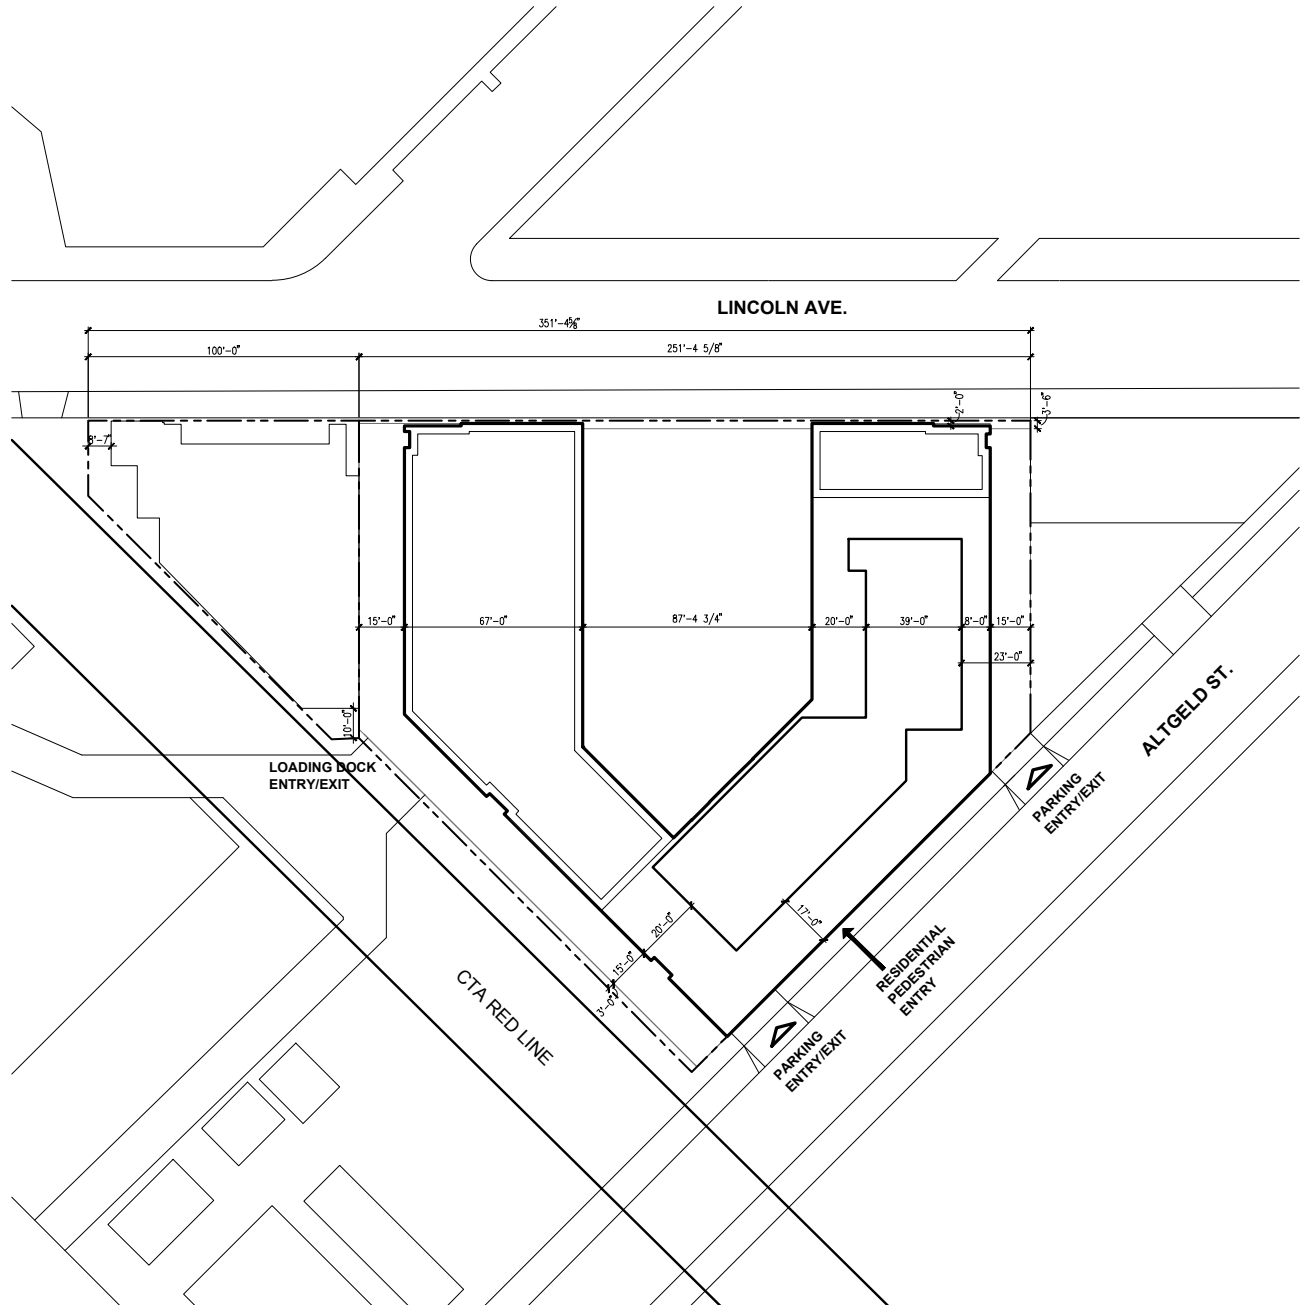 LINCOLN AVE.
351'-4⅝"
100'-0"
251'-4 5/8"
2'-0"
3'-6"
8'-7"
15'-0"
67'-0"
87'-4 3/4"
20'-0"
39'-0"
8'-0"
15'-0"
23'-0"
10'-0"
LOADING DOCK
ENTRY/EXIT
ALTGELD ST.
PARKING
ENTRY/EXIT
17'-0"
20'-0"
15'-0"
3'-0"
RESIDENTIAL
PEDESTRIAN
ENTRY
CTA RED LINE
PARKING
ENTRY/EXIT